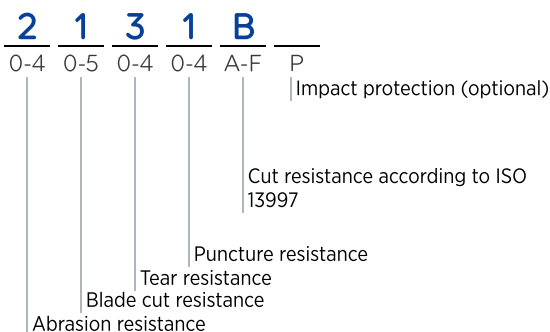 2 1 3 1 B
0-4 0-5 0-4 0-4 A-F P
Impact protection (optional)
Cut resistance according to ISO
13997
Puncture resistance
Tear resistance
Blade cut resistance
Abrasion resistance